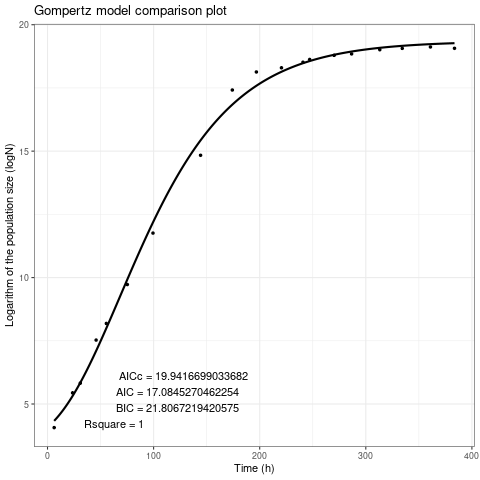 Gompertz model comparison plot
Logarithm of the population size (logN)
20
15
10
5
AICc = 19.9416699033682
AIC = 17.0845270462254
BIC = 21.8067219420575
Rsquare = 1
0 100 200 300 400
Time (h)